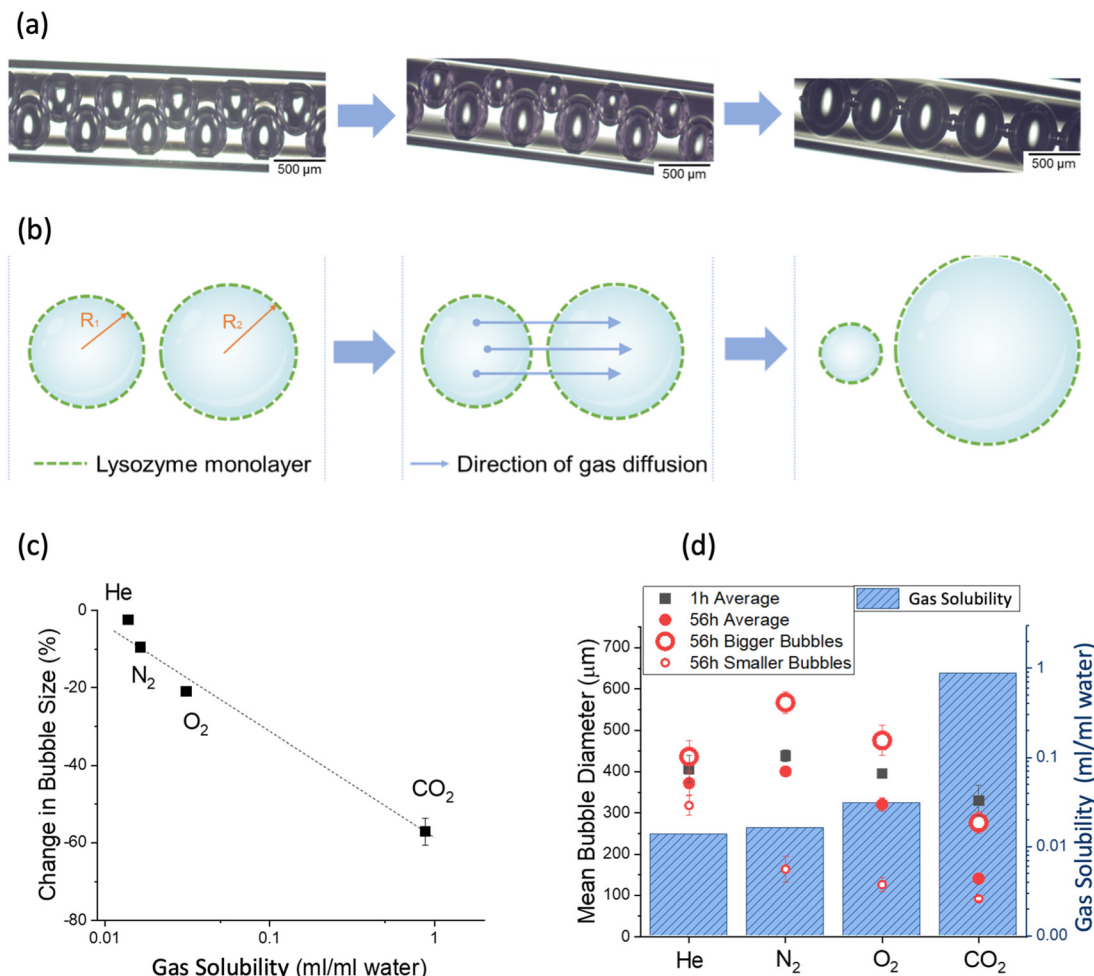 (a)
500 μm
500 μm
500 μm
(b)
R1
R2
Lysozyme monolayer
Direction of gas diffusion
(c)
Change in Bubble Size (%)
0
-20
-40
-60
-80
He
N2
O2
CO2
0.01
0.1
1
Gas Solubility (ml/ml water)
(d)
1h Average
56h Average
56h Bigger Bubbles
56h Smaller Bubbles
Gas Solubility
Mean Bubble Diameter (μm)
700
600
500
400
300
200
100
0
He
N2
O2
CO2
1
0.1
0.01
0.00
Gas Solubility (ml/ml water)